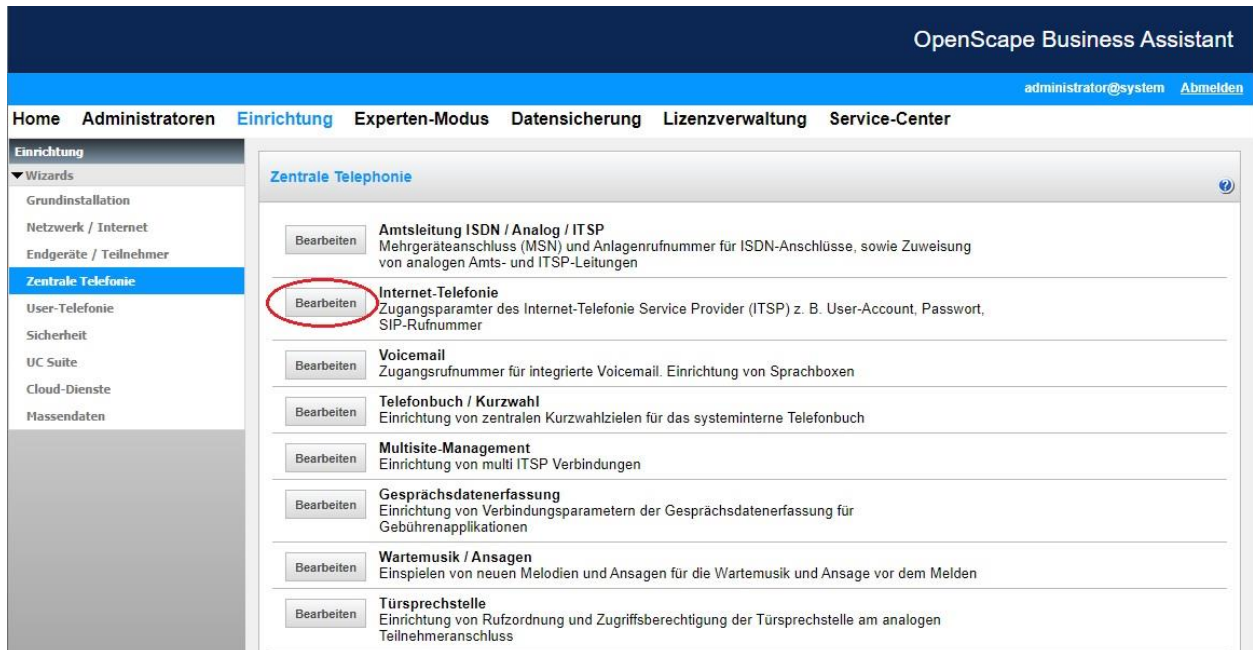 OpenScape Business Assistant
administrator@system Abmelden
Home Administratoren Einrichtung Experten-Modus Datensicherung Lizenzverwaltung Service-Center
Einrichtung
Wizards
Grundinstallation
Netzwerk / Internet
Endgeräte / Teilnehmer
Zentrale Telefonie
User-Telefonie
Sicherheit
UC Suite
Cloud-Dienste
Massendaten
Zentrale Telephonie
?
Bearbeiten
Amtsleitung ISDN / Analog / ITSP
Mehrgeräteanschluss (MSN) und Anlagenrufnummer für ISDN-Anschlüsse, sowie Zuweisung
von analogen Amts- und ITSP-Leitungen
Bearbeiten
Internet-Telefonie
Zugangsparamter des Internet-Telefonie Service Provider (ITSP) z. B. User-Account, Passwort,
SIP-Rufnummer
Bearbeiten
Voicemail
Zugangsrufnummer für integrierte Voicemail. Einrichtung von Sprachboxen
Bearbeiten
Telefonbuch / Kurzwahl
Einrichtung von zentralen Kurzwahlzielen für das systeminterne Telefonbuch
Bearbeiten
Multisite-Management
Einrichtung von multi ITSP Verbindungen
Bearbeiten
Gesprächsdatenerfassung
Einrichtung von Verbindungsparametern der Gesprächsdatenerfassung für
Gebührenapplikationen
Bearbeiten
Wartemusik / Ansagen
Einspielen von neuen Melodien und Ansagen für die Wartemusik und Ansage vor dem Melden
Bearbeiten
Türsprechstelle
Einrichtung von Rufzordnung und Zugriffsberechtigung der Türsprechstelle am analogen
Teilnehmeranschluss